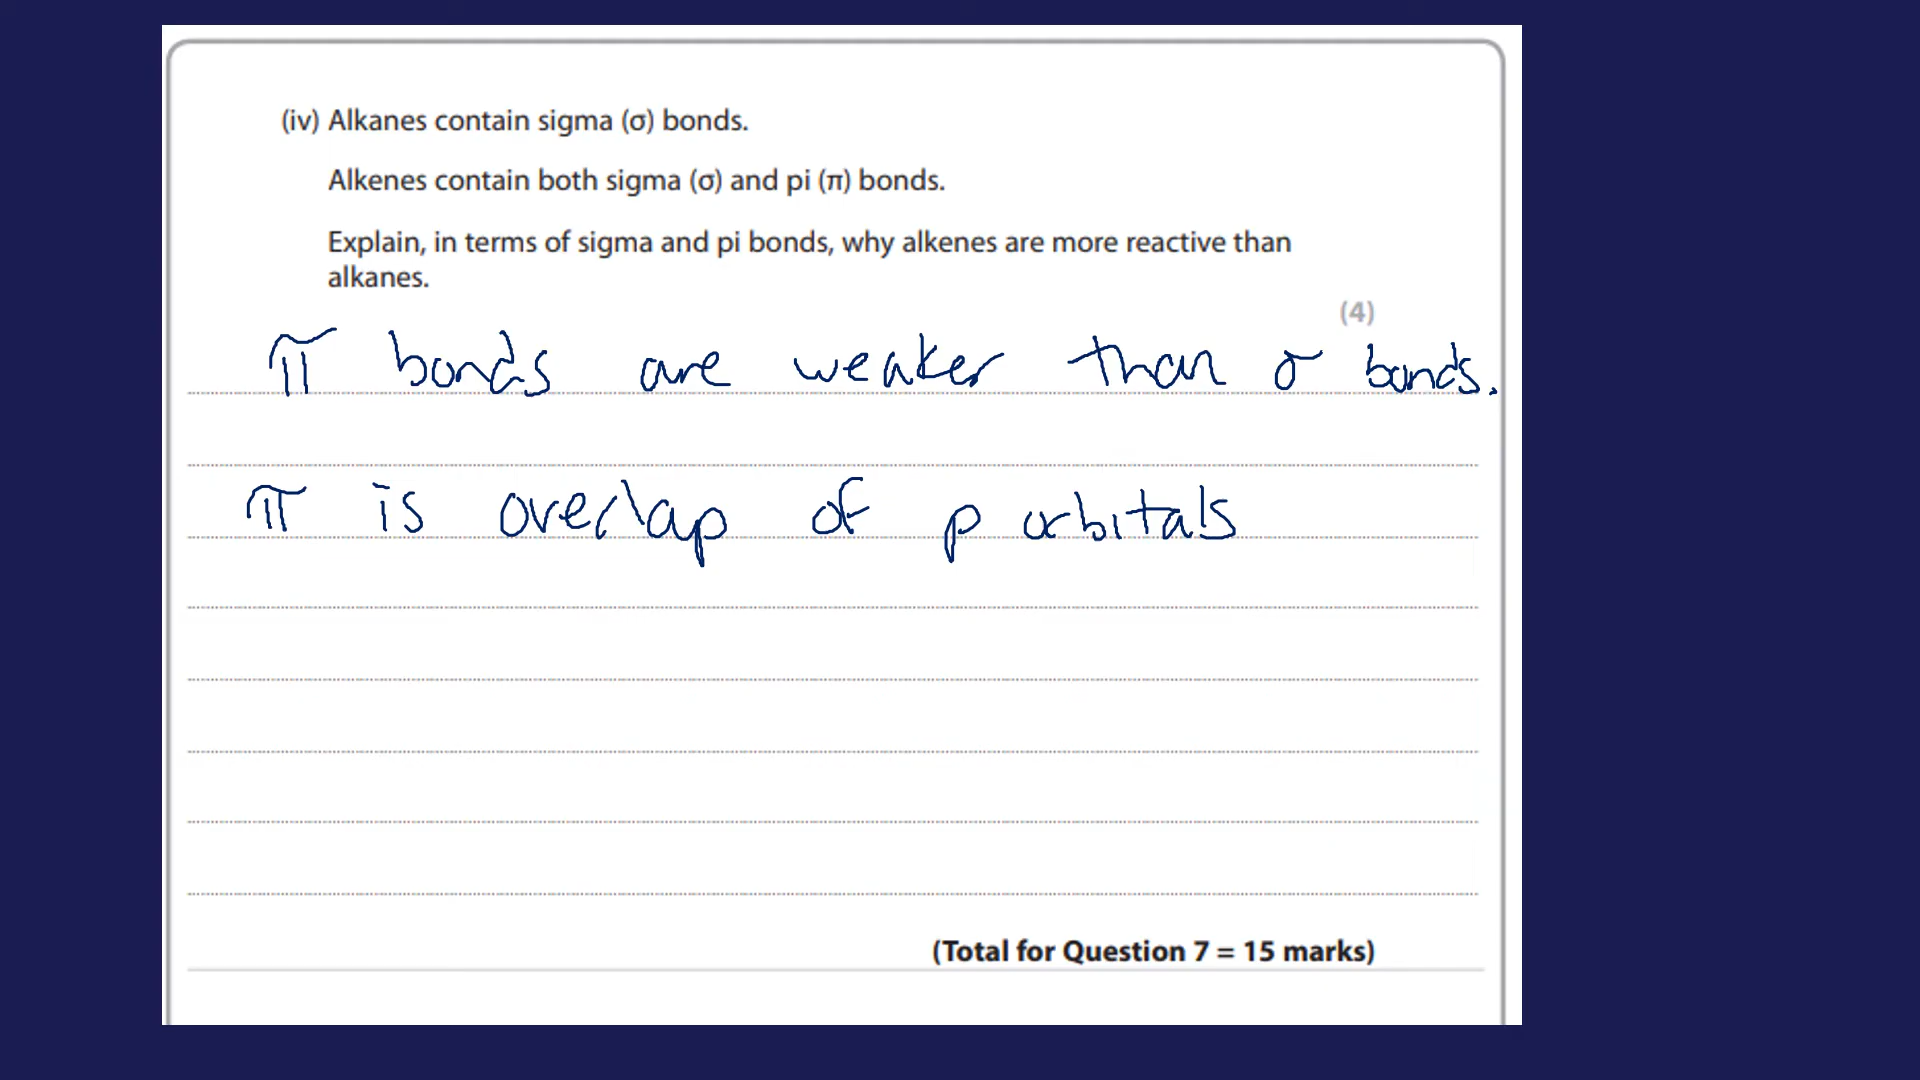 (iv) Alkanes contain sigma (σ) bonds.
Alkenes contain both sigma (σ) and pi (π) bonds.
Explain, in terms of sigma and pi bonds, why alkenes are more reactive than
alkanes.
(4)
π bonds are weaker than σ bonds.
π is overlap of p orbitals
(Total for Question 7 = 15 marks)